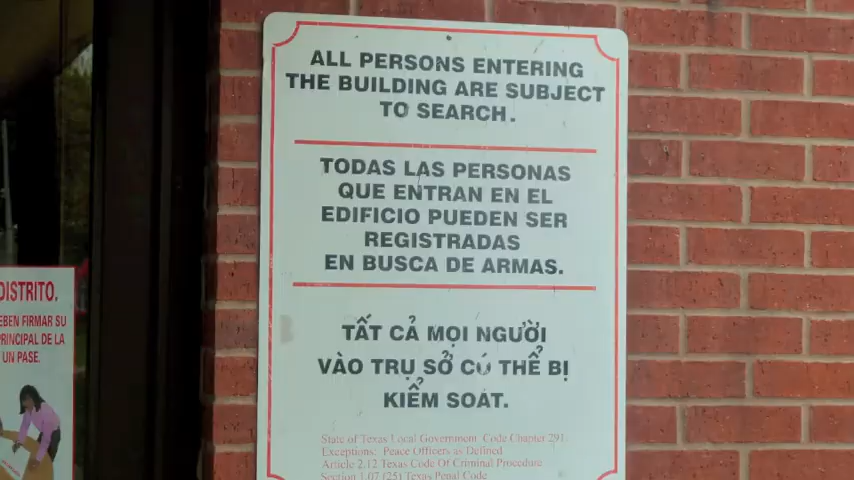 ALL PERSONS ENTERING
THE BUILDING ARE SUBJECT
TO SEARCH.
TODAS LAS PERSONAS
QUE ENTRAN EN EL
EDIFICIO PUEDEN SER
REGISTRADAS
EN BUSCA DE ARMAS.
TẤT CẢ MỌI NGƯỜI
VÀO TRỤ SỞ CÓ THỂ BỊ
KIỂM SOÁT.
State of Texas Local Government Code Chapter 291
Exceptions: Peace Officers as Defined
Article 2.12 Texas Code Of Criminal Procedure
Section 1.07 (25) Texas Penal Code
DISTRITO.
EBEN FIRMAR SU
PRINCIPAL DE LA
UN PASE.